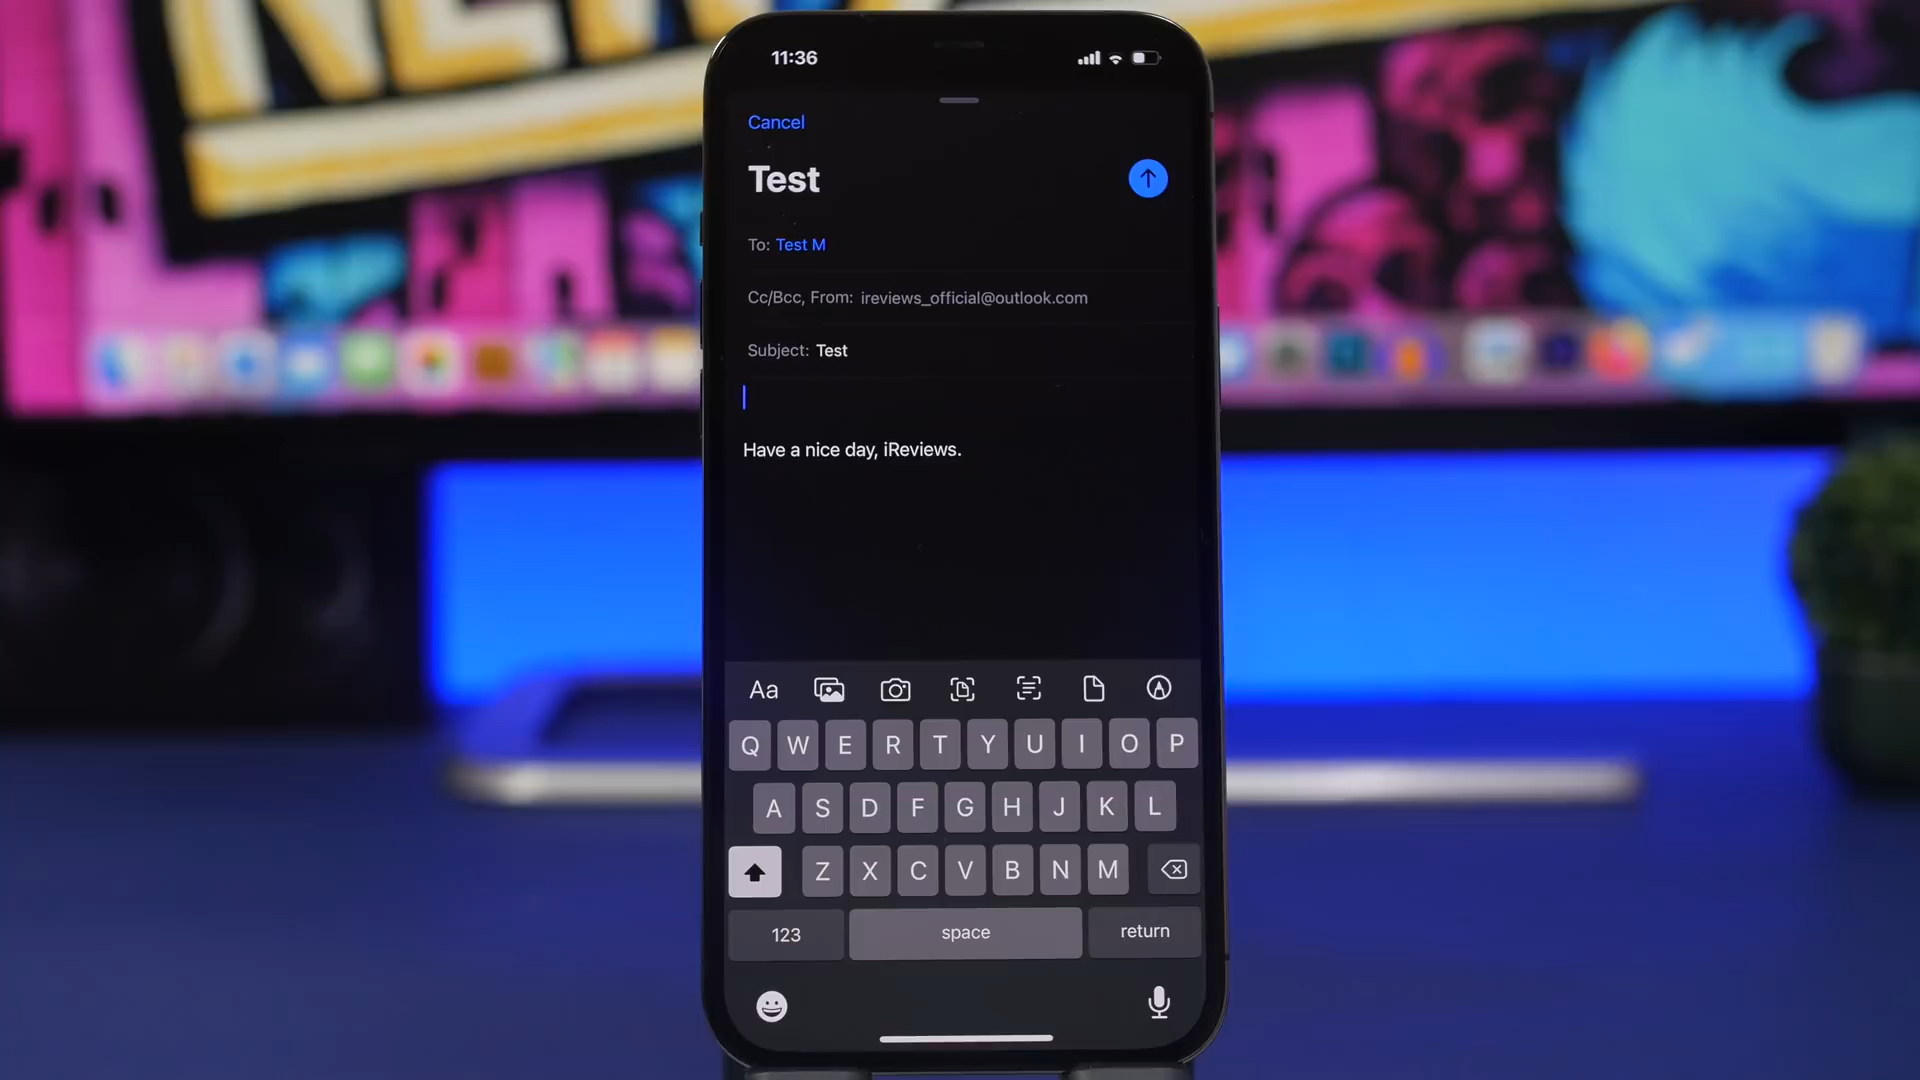 11:36
Cancel
Test
To: Test M
Cc/Bcc, From: ireviews_official@outlook.com
Subject: Test
Have a nice day, iReviews.
Aa
Q W E R T Y U I O P
A S D F G H J K L
Z X C V B N M
123 space return